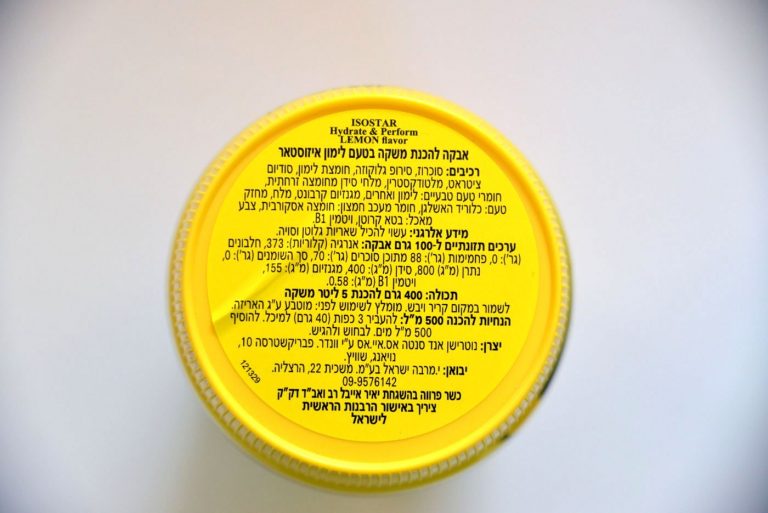 ISOSTAR
Hydrate & Perform
LEMON flavor
אבקה להכנת משקה בטעם לימון איזוסטאר
רכיבים: סוכרוז, סירופ גלוקוזה, חומצת לימון, סודיום
ציטראט, מלטודקסטרין, מלחי סידן מחומצה זרחתית,
חומרי טעם טבעיים: לימון ואחרים, מגנזיום קרבונט, מלח, מחזק
טעם: כלוריד האשלגן, חומר מעכב חמצון: חומצה אסקורבית, צבע
מאכל: בטא קרוטן, ויטמין B1.
מידע אלרגני: עשוי להכיל שאריות גלוטן וסויה.
ערכים תזונתיים ל-100 גרם אבקה: אנרגיה (קלוריות): 373, חלבונים
(גר'): 0, פחמימות (גר'): 88 מתוכן סוכרים (גר'): 70, סך השומנים (גר'): 0,
נתרן (מ"ג): 800, סידן (מ"ג): 400, מגנזיום (מ"ג): 155,
ויטמין B1 (מ"ג): 0.58.
תכולה: 400 גרם להכנת 5 ליטר משקה
לשמור במקום קריר ויבש. מומלץ לשימוש לפני: מוטבע ע"ג האריזה.
הנחיות להכנה 500 מ"ל: להעביר 3 כפות (40 גרם) למיכל. להוסיף
500 מ"ל מים. לבחוש ולהגיש.
יצרן: נוטרישן אנד סנטה אס.איי.אס ע"י וונדר. פבריקשטרסה 10,
נויאנג, שוויץ.
יבואן: י.מרבה ישראל בע"מ. משכית 22, הרצליה.
09-9576142
כשר פרווה בהשגחת יאיר אייבל רב ואב"ד דק"ק
ציריך באישור הרבנות הראשית
לישראל
121329